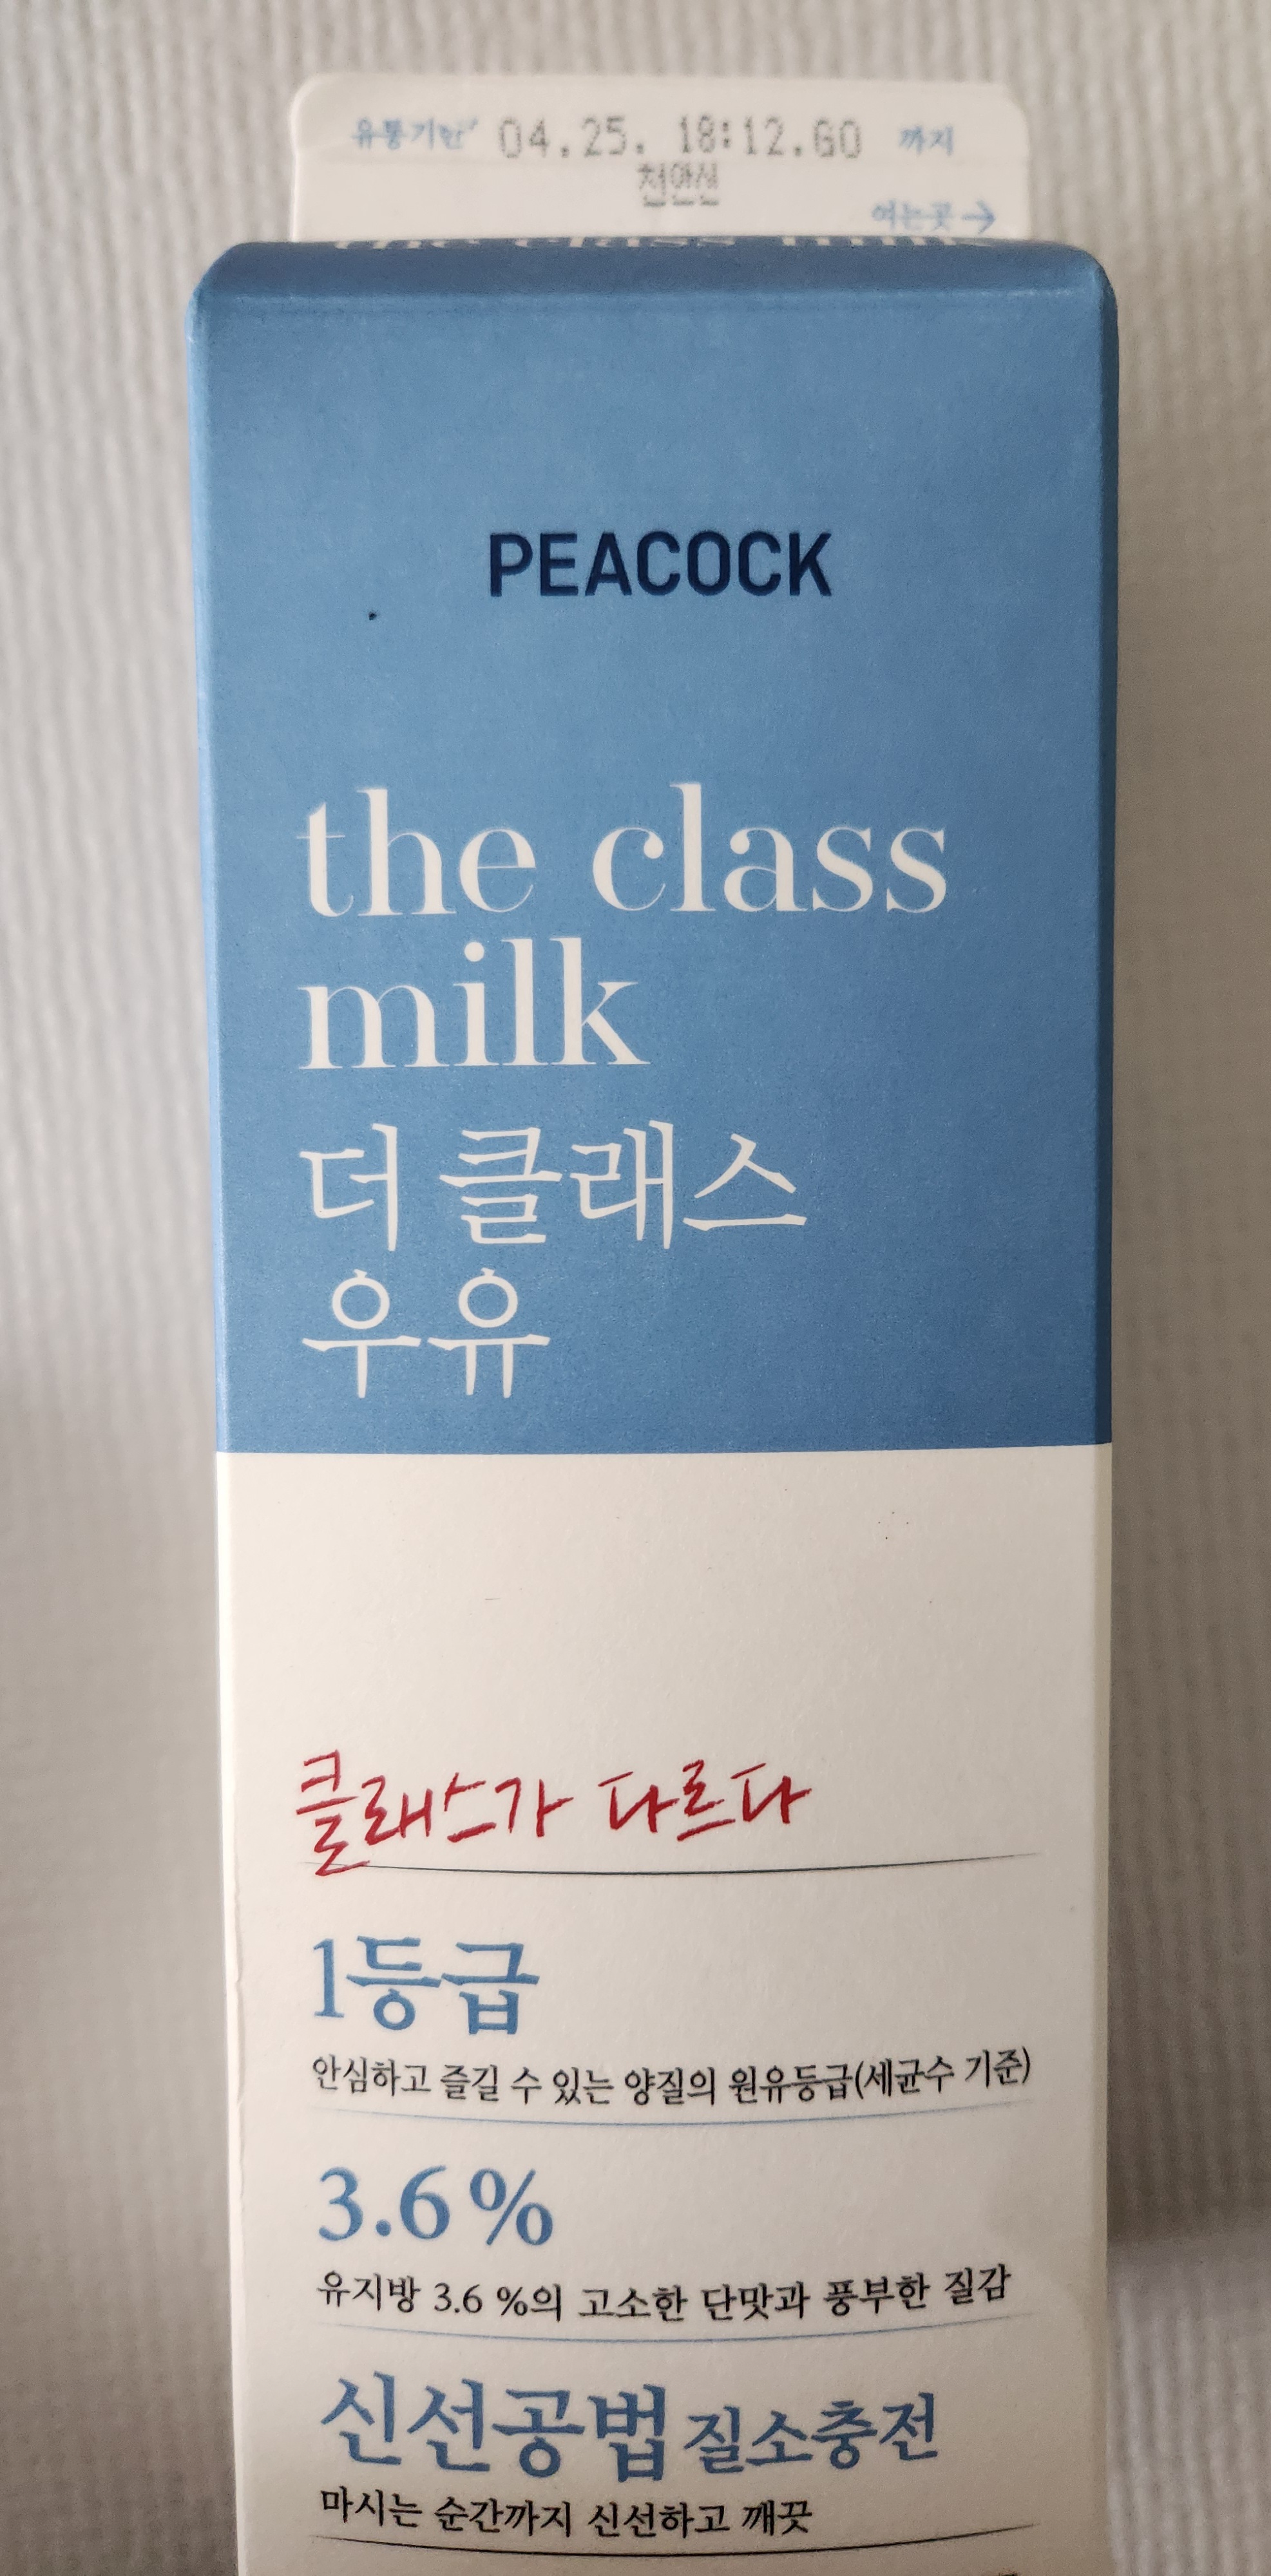 유통기한 04.25. 18:12.GO 까지
천안신
여는곳→
PEACOCK
the class
milk
더 클래스
우유
클래스가 다르다
1등급
안심하고 즐길 수 있는 양질의 원유등급(세균수 기준)
3.6%
유지방 3.6 %의 고소한 단맛과 풍부한 질감
신선공법 질소충전
마시는 순간까지 신선하고 깨끗